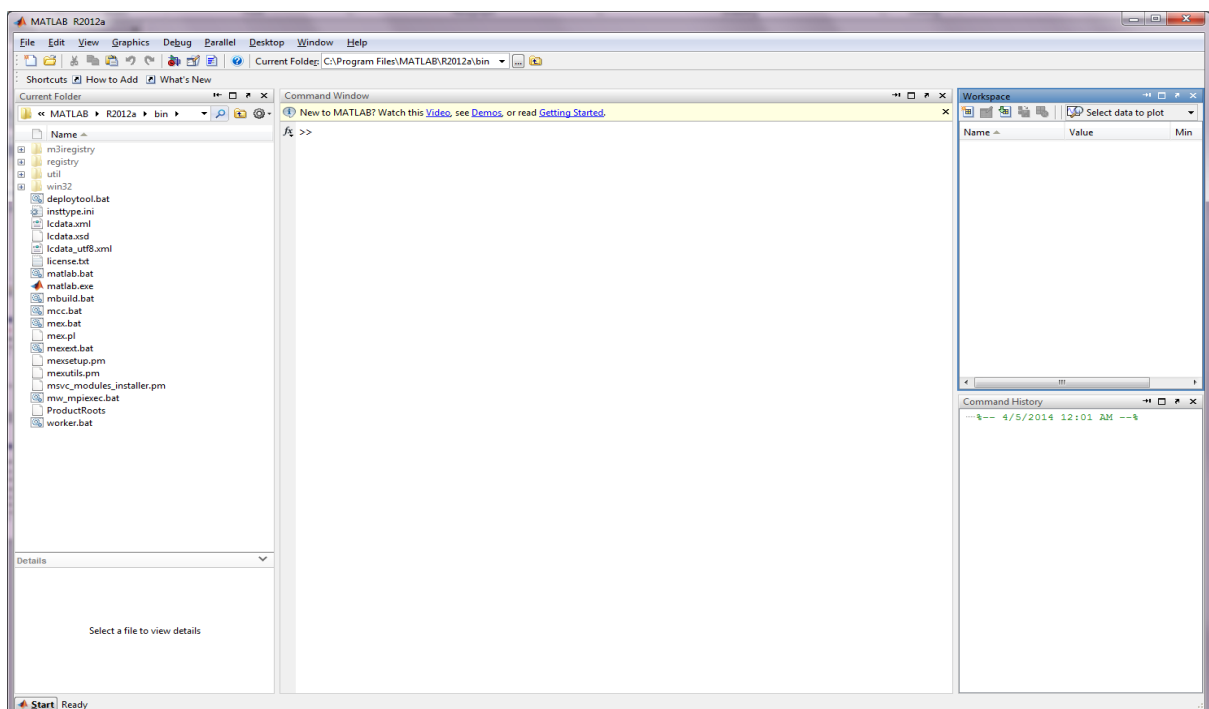 MATLAB R2012a
File Edit View Graphics Debug Parallel Desktop Window Help
Current Folder: C:\Program Files\MATLAB\R2012a\bin ...
Shortcuts How to Add What's New
Current Folder
« MATLAB ▸ R2012a ▸ bin ▸
Name
m3iregistry
registry
util
win32
deploytool.bat
insttype.ini
lcdata.xml
lcdata.xsd
lcdata_utf8.xml
license.txt
matlab.bat
matlab.exe
mbuild.bat
mcc.bat
mex.bat
mex.pl
mexext.bat
mexsetup.pm
mexutils.pm
msvc_modules_installer.pm
mw_mpiexec.bat
ProductRoots
worker.bat
Details
Select a file to view details
Start Ready
Command Window
New to MATLAB? Watch this Video, see Demos, or read Getting Started.
fx >>
Workspace
Select data to plot
Name Value Min
Command History
%-- 4/5/2014 12:01 AM --%